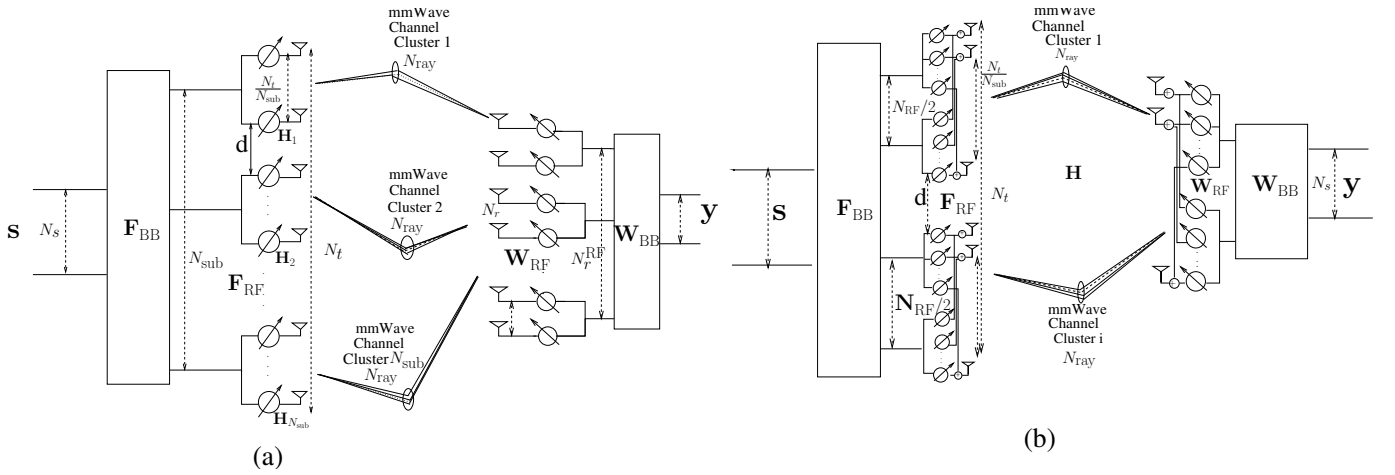 mmWave
Channel
Cluster 1
N_ray
N_t
N_sub
H_1
d
F_BB
s
N_s
N_sub
F_RF
H_2
N_t
mmWave
Channel
Cluster 2
N_ray
N_r
W_RF
N_r^RF
W_BB
y
mmWave
Channel
Cluster N_sub
N_ray
H_N_sub
(a)
mmWave
Channel
Cluster 1
N_ray
N_t
N_sub
N_RF/2
s
F_BB
d
F_RF
N_t
H
W_RF
W_BB
N_s
y
N_RF/2
mmWave
Channel
Cluster i
N_ray
(b)